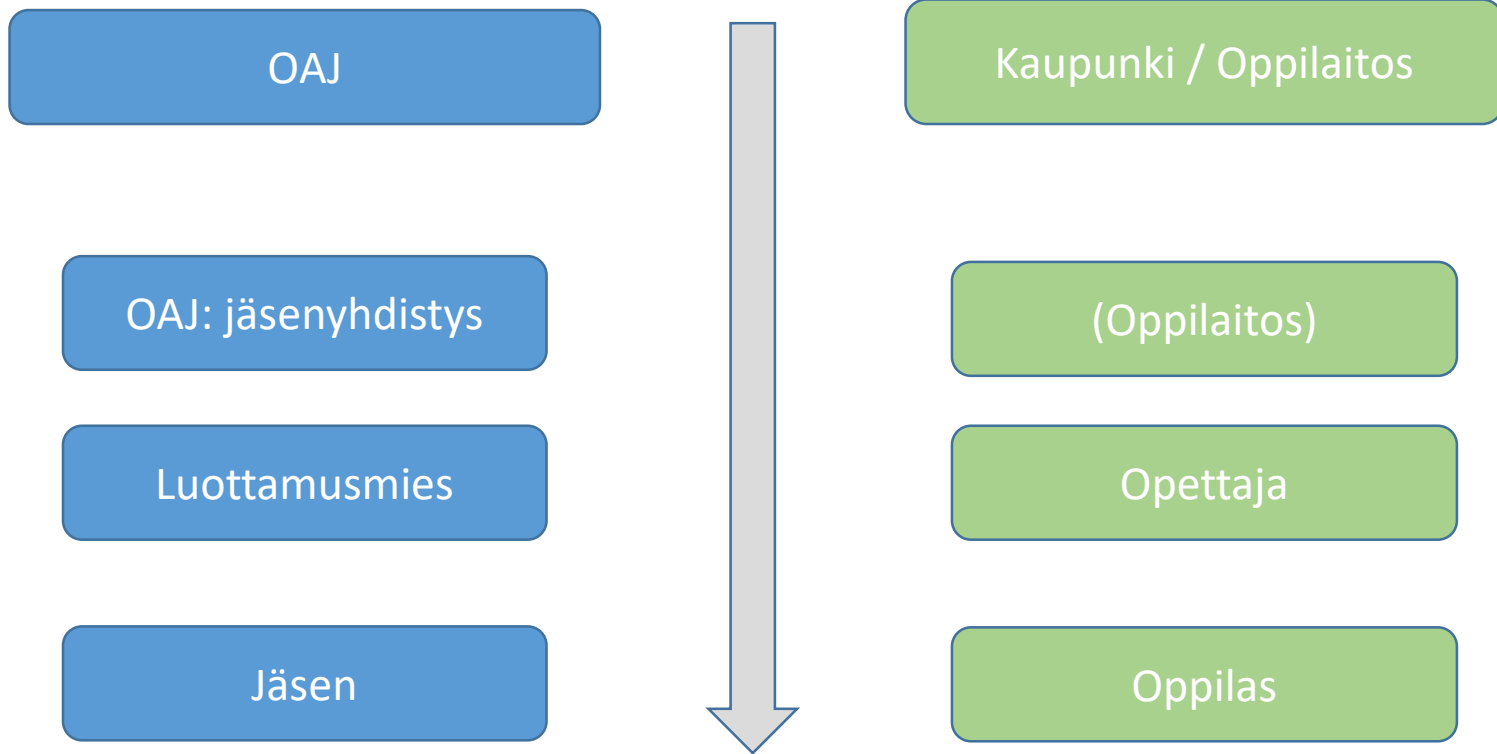 OAJ
Kaupunki / Oppilaitos
OAJ: jäsenyhdistys
(Oppilaitos)
Luottamusmies
Opettaja
Jäsen
Oppilas